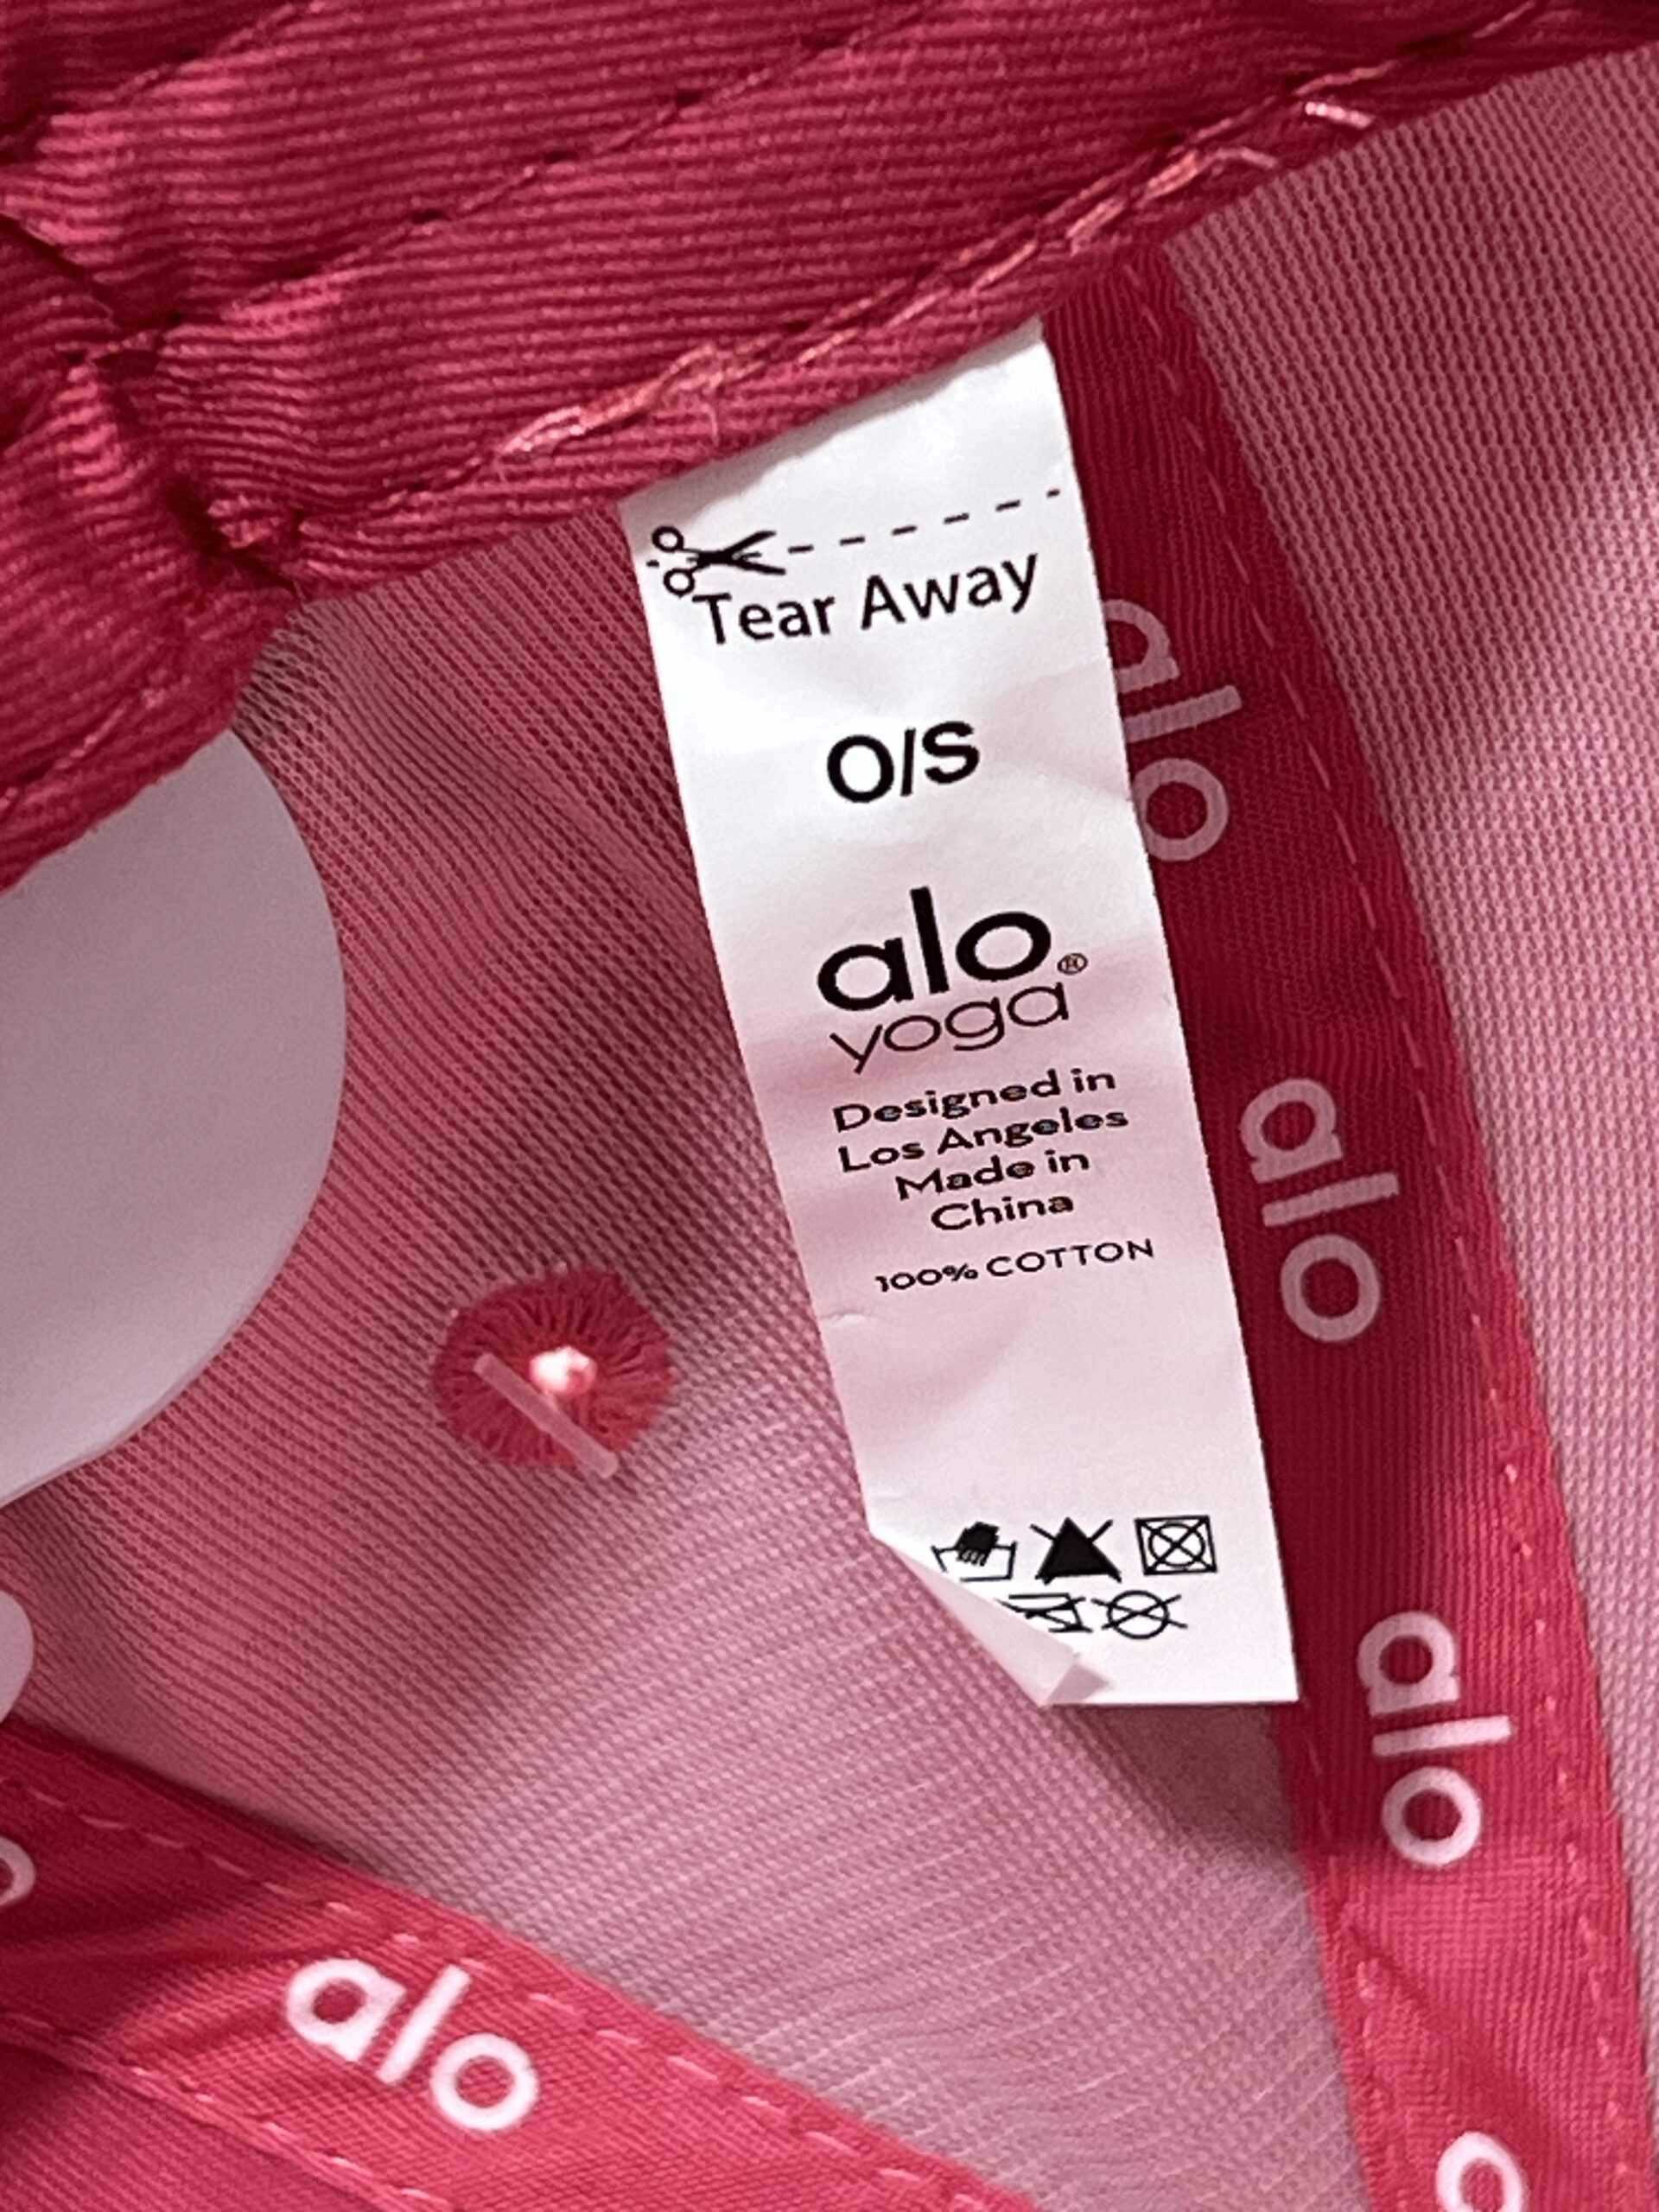 Tear Away
O/S
alo®
yoga
Designed in
Los Angeles
Made in
China
100% COTTON
alo
alo
alo
alo